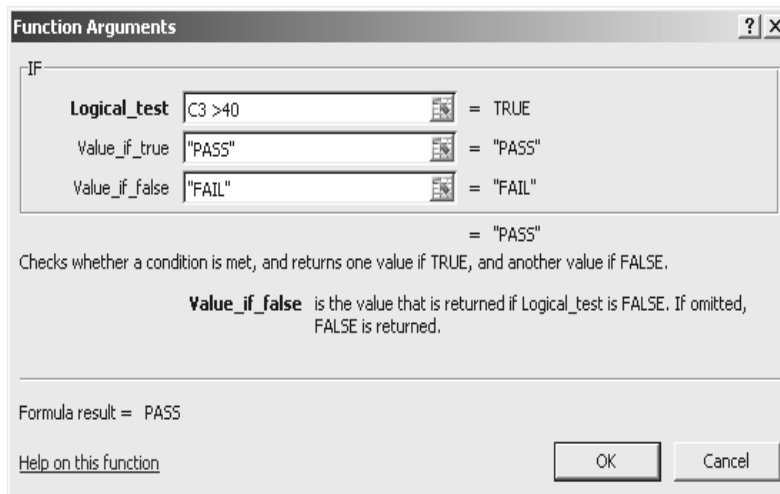 Function Arguments
IF
Logical_test C3 >40 = TRUE
Value_if_true "PASS" = "PASS"
Value_if_false "FAIL" = "FAIL"
= "PASS"
Checks whether a condition is met, and returns one value if TRUE, and another value if FALSE.
Value_if_false is the value that is returned if Logical_test is FALSE. If omitted,
FALSE is returned.
Formula result = PASS
Help on this function
OK Cancel